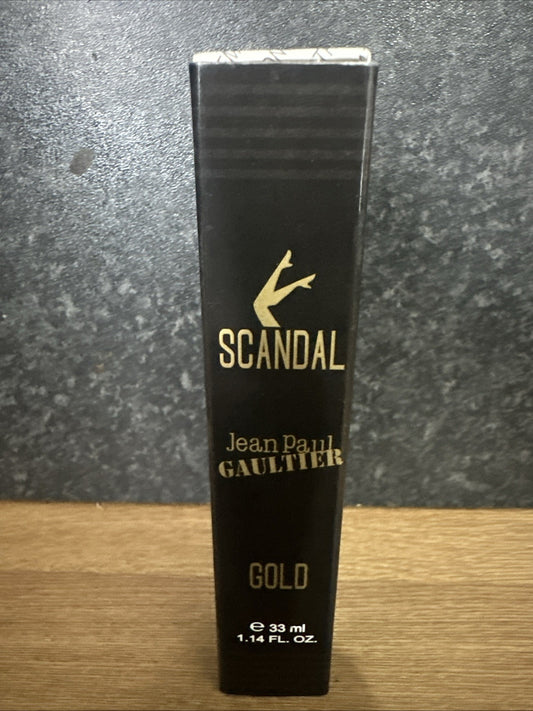 SCANDAL
Jean Paul
GAULTIER
GOLD
℮ 33 ml
1.14 FL. OZ.